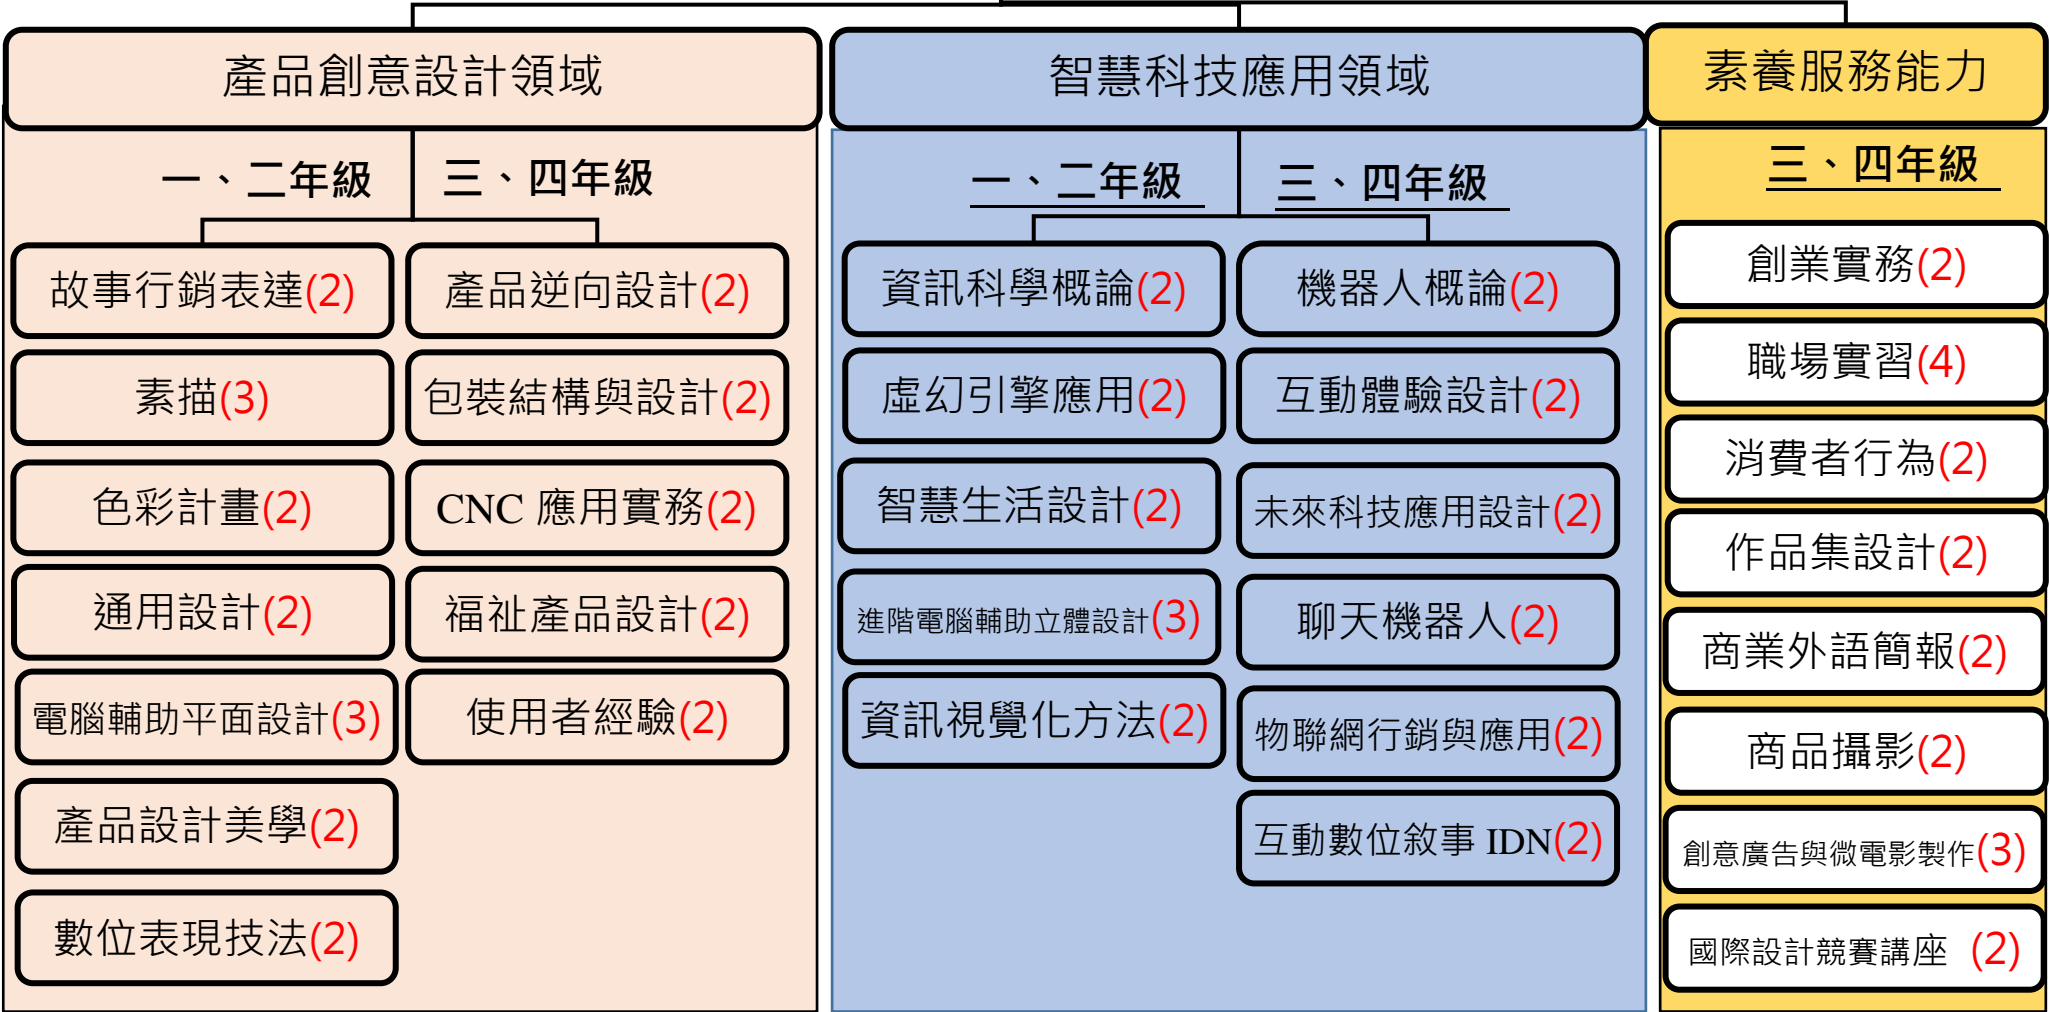 產品創意設計領域
一、二年級
三、四年級
故事行銷表達(2)
素描(3)
色彩計畫(2)
通用設計(2)
電腦輔助平面設計(3)
產品設計美學(2)
數位表現技法(2)
產品逆向設計(2)
包裝結構與設計(2)
CNC 應用實務(2)
福祉產品設計(2)
使用者經驗(2)
智慧科技應用領域
一、二年級
三、四年級
資訊科學概論(2)
虛幻引擎應用(2)
智慧生活設計(2)
進階電腦輔助立體設計(3)
資訊視覺化方法(2)
機器人概論(2)
互動體驗設計(2)
未來科技應用設計(2)
聊天機器人(2)
物聯網行銷與應用(2)
互動數位敘事 IDN(2)
素養服務能力
三、四年級
創業實務(2)
職場實習(4)
消費者行為(2)
作品集設計(2)
商業外語簡報(2)
商品攝影(2)
創意廣告與微電影製作(3)
國際設計競賽講座 (2)